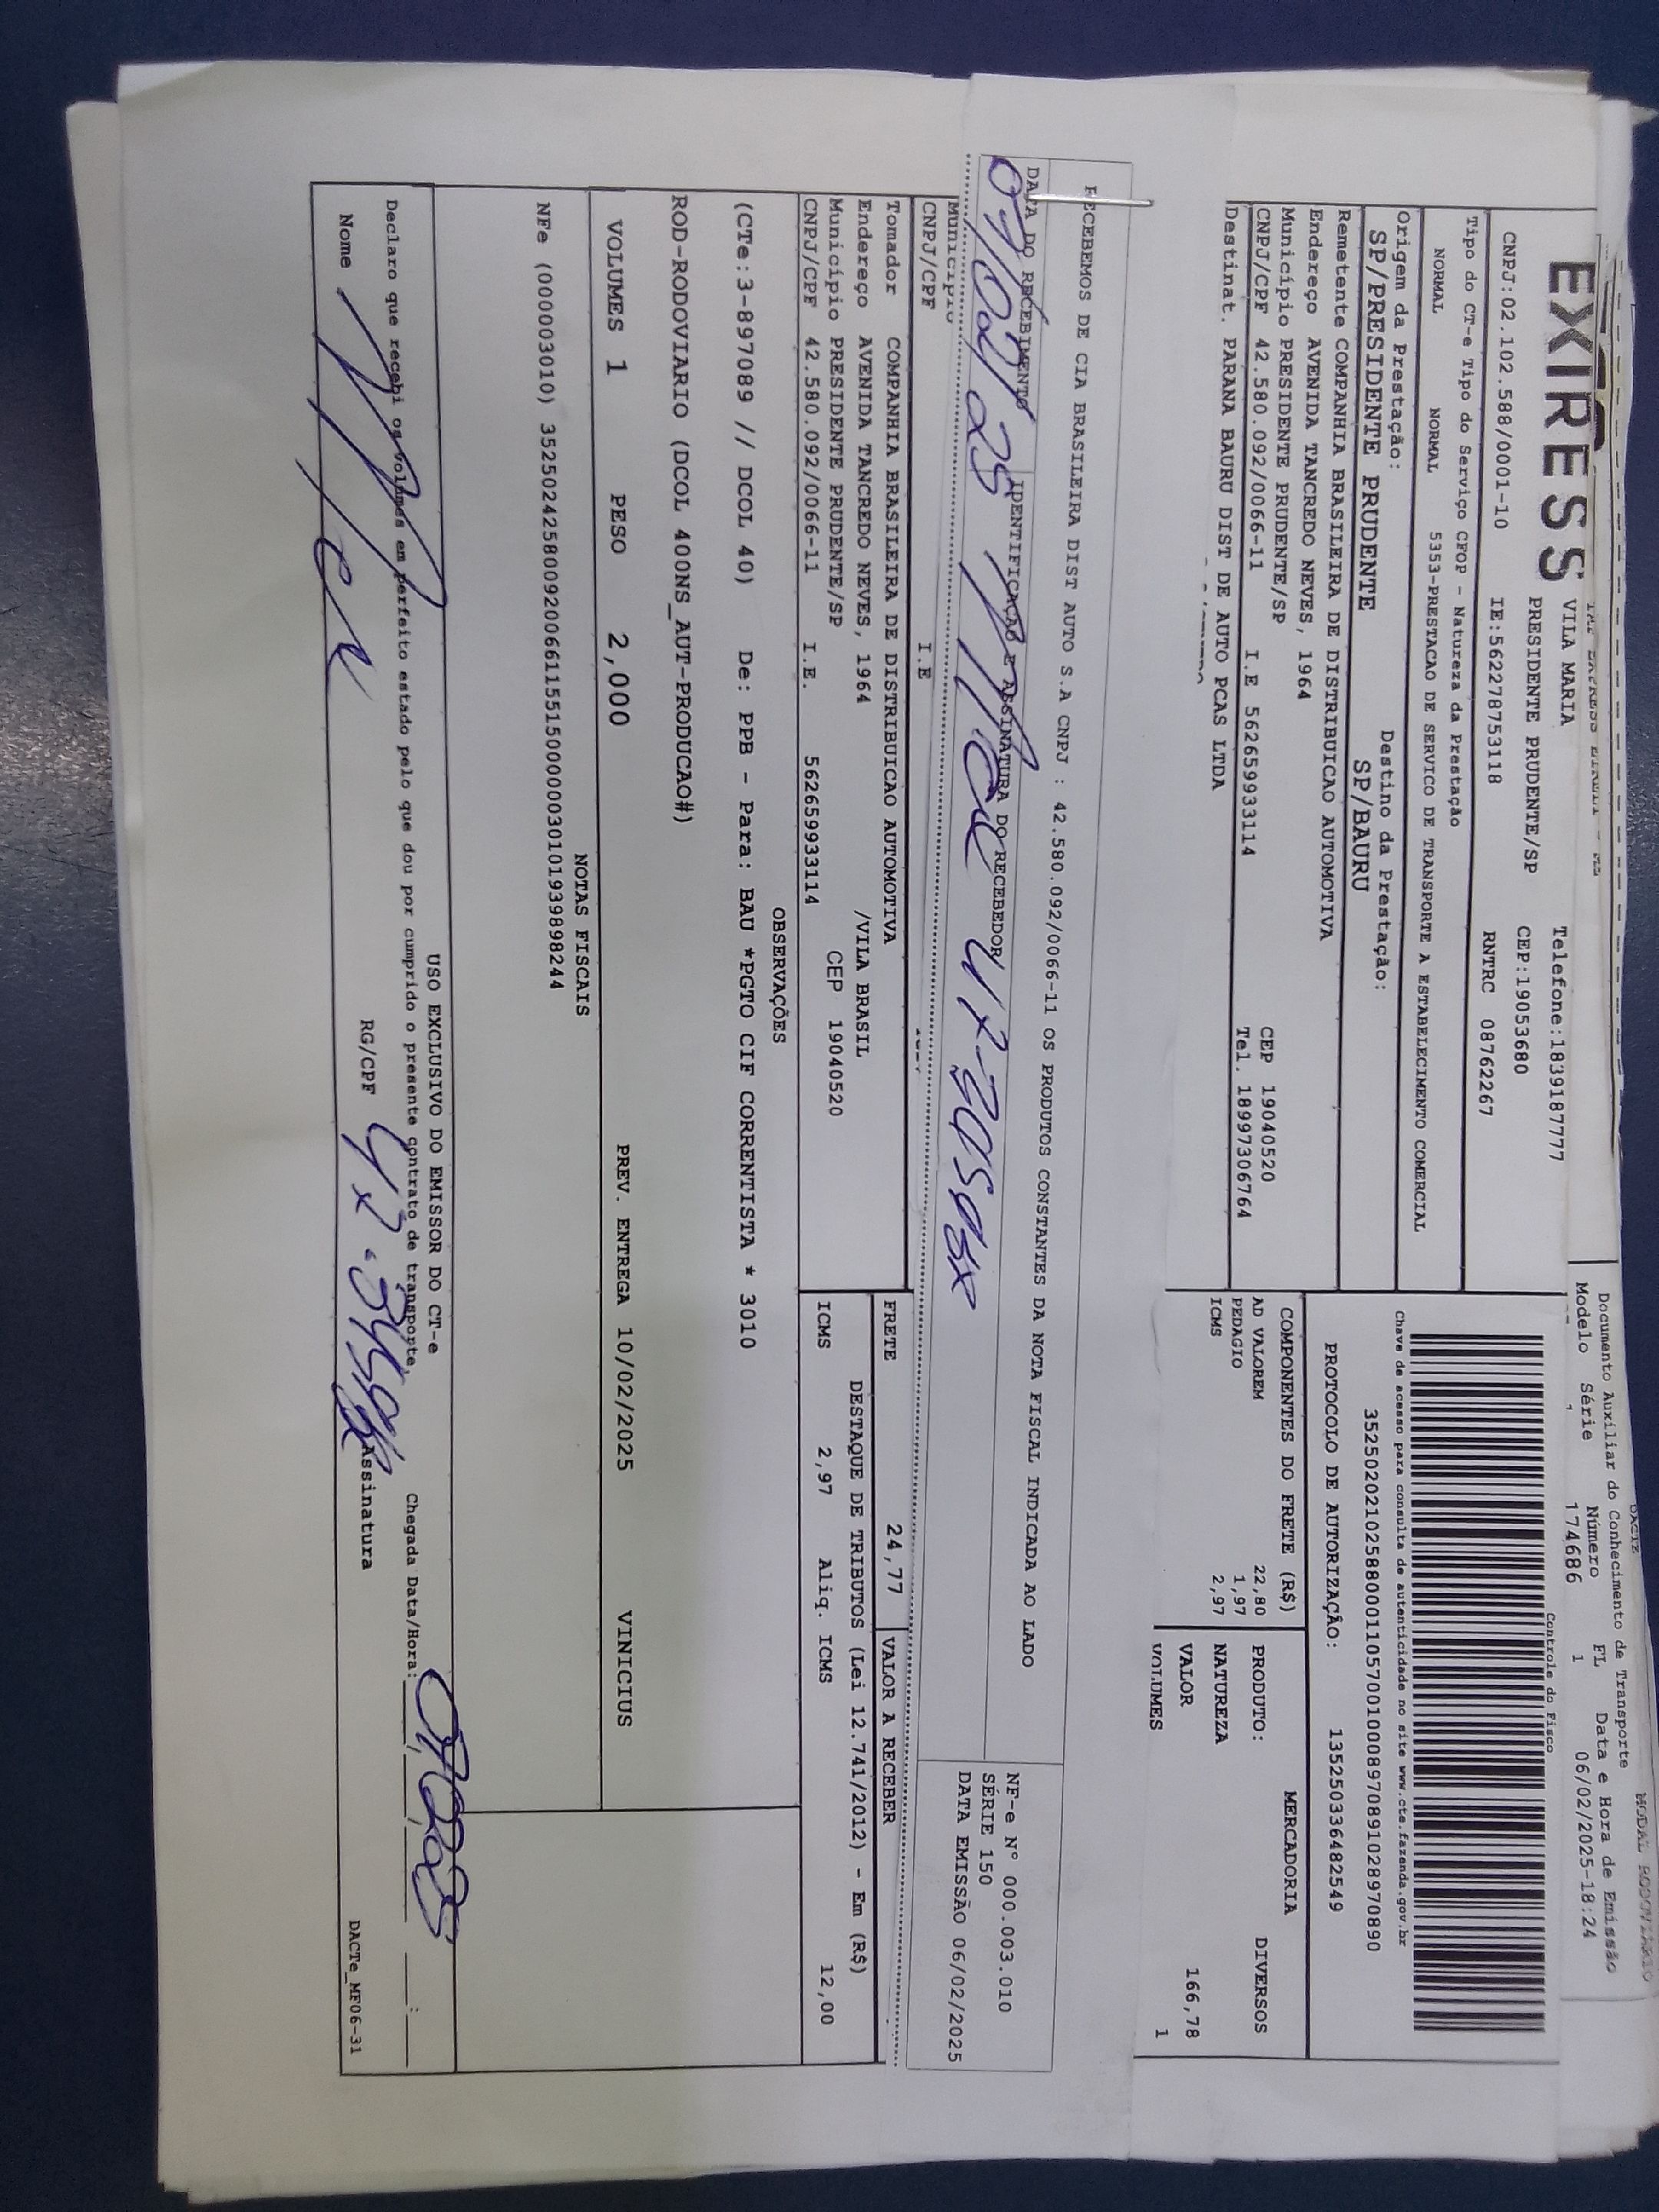 DACTE
MODAL RODOVIARIO
Documento Auxiliar do Conhecimento de Transporte
Modelo Série Número FL Data e Hora de Emissão
174686 1 06/02/2025-18:24
Controle do Fisco
EXPRESS
VILA MARIA
Telefone:1839187777
PRESIDENTE PRUDENTE/SP
CEP:19053680
CNPJ:02.102.588/0001-10
IE:562278753118
RNTRC 08762267
Tipo do CT-e Tipo do Serviço CFOP - Natureza da Prestação
NORMAL NORMAL 5353-PRESTACAO DE SERVICO DE TRANSPORTE A ESTABELECIMENTO COMERCIAL
Chave de acesso para consulta de autenticidade no site www.cte.fazenda.gov.br
35250202102588000110570010008970891028970890
Origem da Prestação: Destino da Prestação:
SP/PRESIDENTE PRUDENTE SP/BAURU
PROTOCOLO DE AUTORIZAÇÃO: 135250336482549
Remetente COMPANHIA BRASILEIRA DE DISTRIBUICAO AUTOMOTIVA
Endereço AVENIDA TANCREDO NEVES, 1964
Município PRESIDENTE PRUDENTE/SP CEP 19040520
CNPJ/CPF 42.580.092/0066-11 I.E 562659933114 Tel. 18997306764
Destinat. PARANA BAURU DIST DE AUTO PCAS LTDA
COMPONENTES DO FRETE (R$)
AD VALOREM 22,80
PEDAGIO 1,97
ICMS 2,97
MERCADORIA
PRODUTO: DIVERSOS
NATUREZA
VALOR 166,78
VOLUMES 1
RECEBEMOS DE CIA BRASILEIRA DIST AUTO S.A CNPJ : 42.580.092/0066-11 OS PRODUTOS CONSTANTES DA NOTA FISCAL INDICADA AO LADO
DATA DO RECEBIMENTO IDENTIFICAÇÃO E ASSINATURA DO RECEBEDOR
NF-e Nº 000.003.010
SÉRIE 150
DATA EMISSÃO 06/02/2025
Município
CNPJ/CPF I.E
Tomador COMPANHIA BRASILEIRA DE DISTRIBUICAO AUTOMOTIVA
Endereço AVENIDA TANCREDO NEVES, 1964 /VILA BRASIL
Município PRESIDENTE PRUDENTE/SP CEP 19040520
CNPJ/CPF 42.580.092/0066-11 I.E. 562659933114
FRETE 24,77 VALOR A RECEBER
DESTAQUE DE TRIBUTOS (Lei 12.741/2012) - Em (R$)
ICMS 2,97 Aliq. ICMS 12,00
OBSERVAÇÕES
(CTe:3-897089 // DCOL 40) De: PPB - Para: BAU *PGTO CIF CORRENTISTA * 3010
ROD-RODOVIARIO (DCOL 400NS_AUT-PRODUCAO#)
VOLUMES 1 PESO 2,000 PREV. ENTREGA 10/02/2025 VINICIUS
NOTAS FISCAIS
NFe (000003010) 35250242580092006611551500000030101939898244
USO EXCLUSIVO DO EMISSOR DO CT-e
Declaro que recebi os volumes em perfeito estado pelo que dou por cumprido o presente contrato de transporte.
Chegada Data/Hora:
Nome RG/CPF Assinatura
DACTe_MF06-31